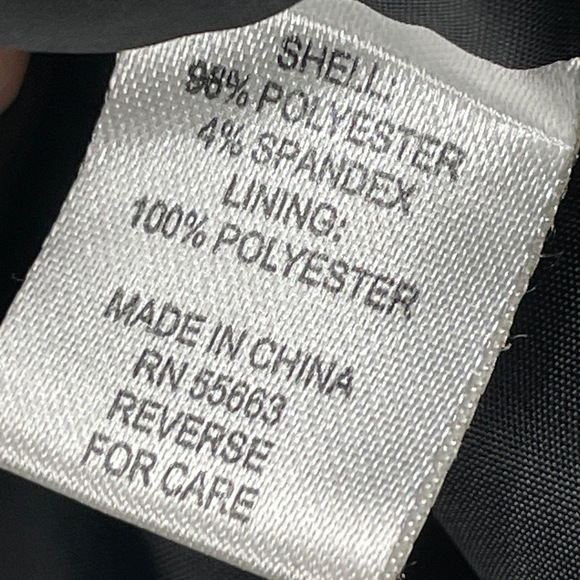 SHELL:
96% POLYESTER
4% SPANDEX
LINING:
100% POLYESTER
MADE IN CHINA
RN 55663
REVERSE
FOR CARE